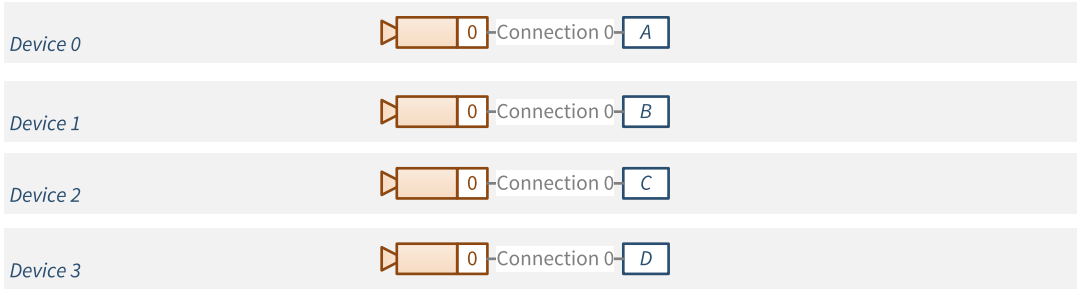 Device 0 0 Connection 0 A
Device 1 0 Connection 0 B
Device 2 0 Connection 0 C
Device 3 0 Connection 0 D